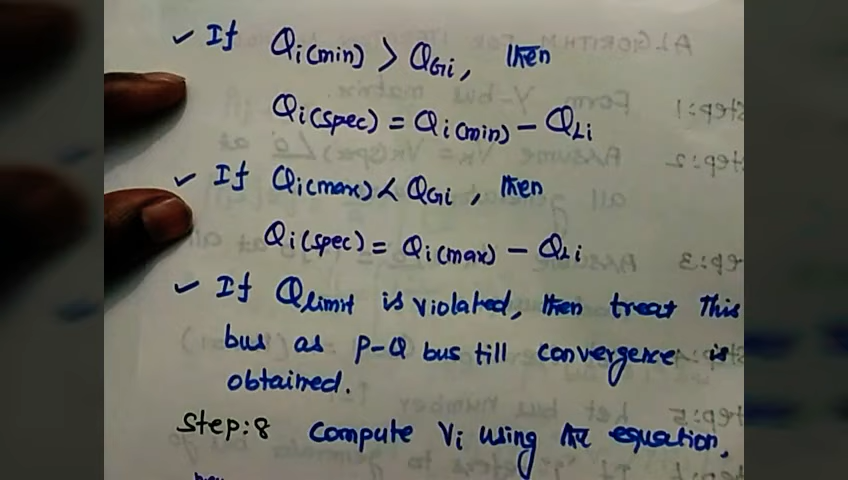 ✓ If Qi(min) > QGi, then
Qi(spec) = Qi(min) - QLi
✓ If Qi(max) < QGi, then
Qi(spec) = Qi(max) - QLi
✓ If Qlimit is violated, then treat this
bus as P-Q bus till convergence is
obtained.
Step:8 compute Vi using the equation,